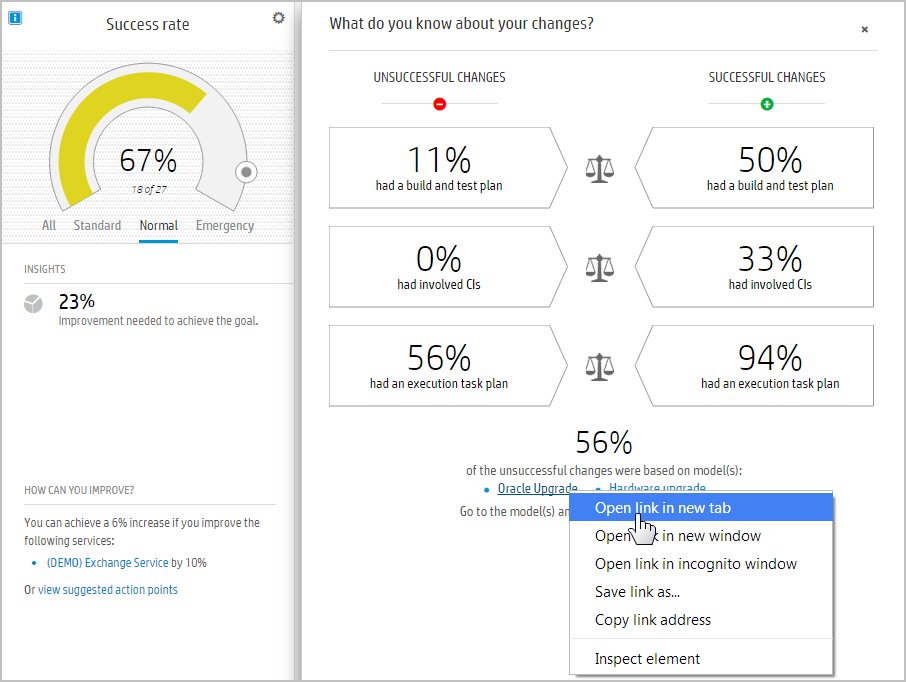 Success rate
67%
18 of 27
All Standard Normal Emergency
INSIGHTS
23%
Improvement needed to achieve the goal.
HOW CAN YOU IMPROVE?
You can achieve a 6% increase if you improve the
following services:
• (DEMO) Exchange Service by 10%
Or view suggested action points
What do you know about your changes?
UNSUCCESSFUL CHANGES
SUCCESSFUL CHANGES
11%
had a build and test plan
50%
had a build and test plan
0%
had involved CIs
33%
had involved CIs
56%
had an execution task plan
94%
had an execution task plan
56%
of the unsuccessful changes were based on model(s):
• Oracle Upgrade • Hardware upgrade
Go to the model(s) an
Open link in new tab
Open link in new window
Open link in incognito window
Save link as...
Copy link address
Inspect element